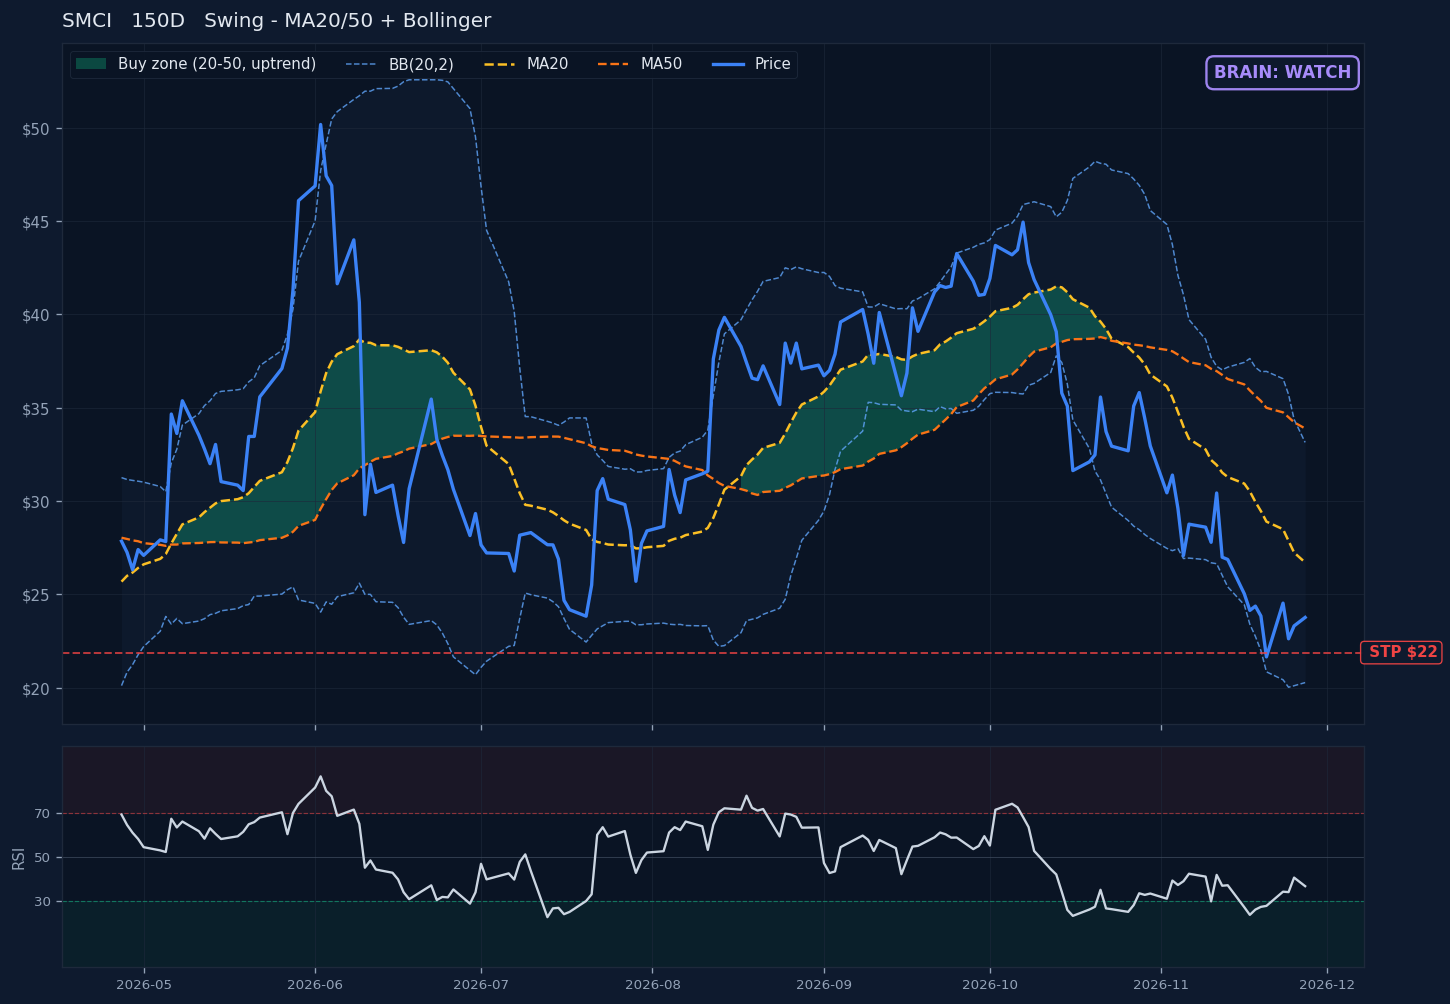 SMCI   150D   Swing - MA20/50 + Bollinger
Buy zone (20-50, uptrend)   BB(20,2)   MA20   MA50   Price
BRAIN: WATCH
$50
$45
$40
$35
$30
$25
$20
STP $22
RSI
70
50
30
2026-05   2026-06   2026-07   2026-08   2026-09   2026-10   2026-11   2026-12